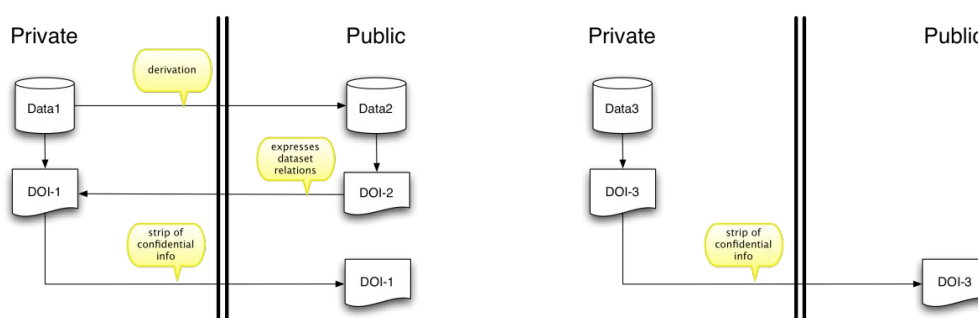 Private
Public
derivation
Data1
Data2
expresses
dataset
relations
DOI-1
DOI-2
strip of
confidential
info
DOI-1
Private
Public
Data3
DOI-3
strip of
confidential
info
DOI-3